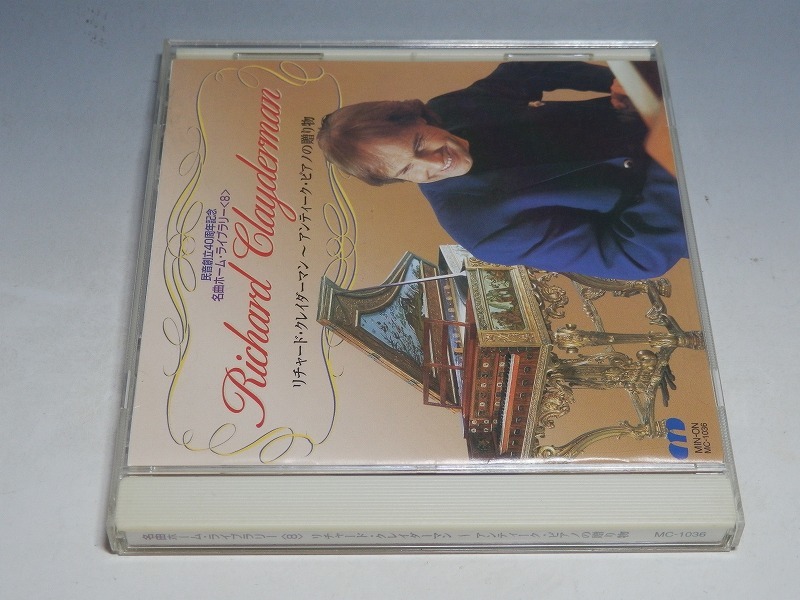 民音創立40周年記念
名曲ホーム・ライブラリー<8>
Richard Clayderman
リチャード・クレイダーマン～アンティーク・ピアノの贈り物
MIN-ON
MC-1036
名曲ホーム・ライブラリー〈8〉 リチャード・クレイダーマン～アンティーク・ピアノの贈り物 MC-1036